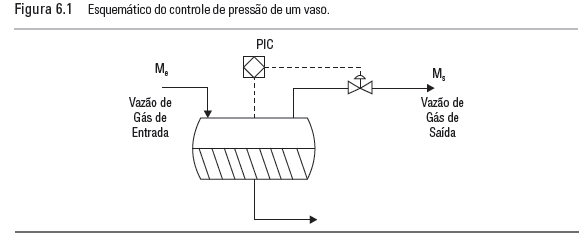 Figura 6.1 Esquemático do controle de pressão de um vaso.
PIC
Me
Vazão de
Gás de
Entrada
Ms
Vazão de
Gás de
Saída